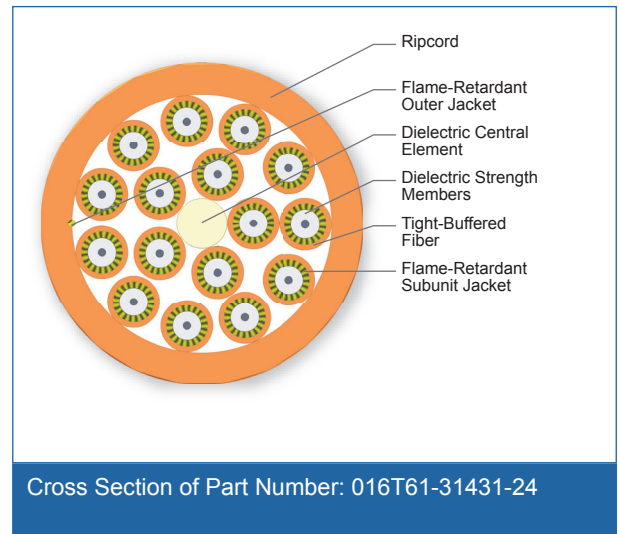 Ripcord
Flame-Retardant
Outer Jacket
Dielectric Central
Element
Dielectric Strength
Members
Tight-Buffered
Fiber
Flame-Retardant
Subunit Jacket
Cross Section of Part Number: 016T61-31431-24